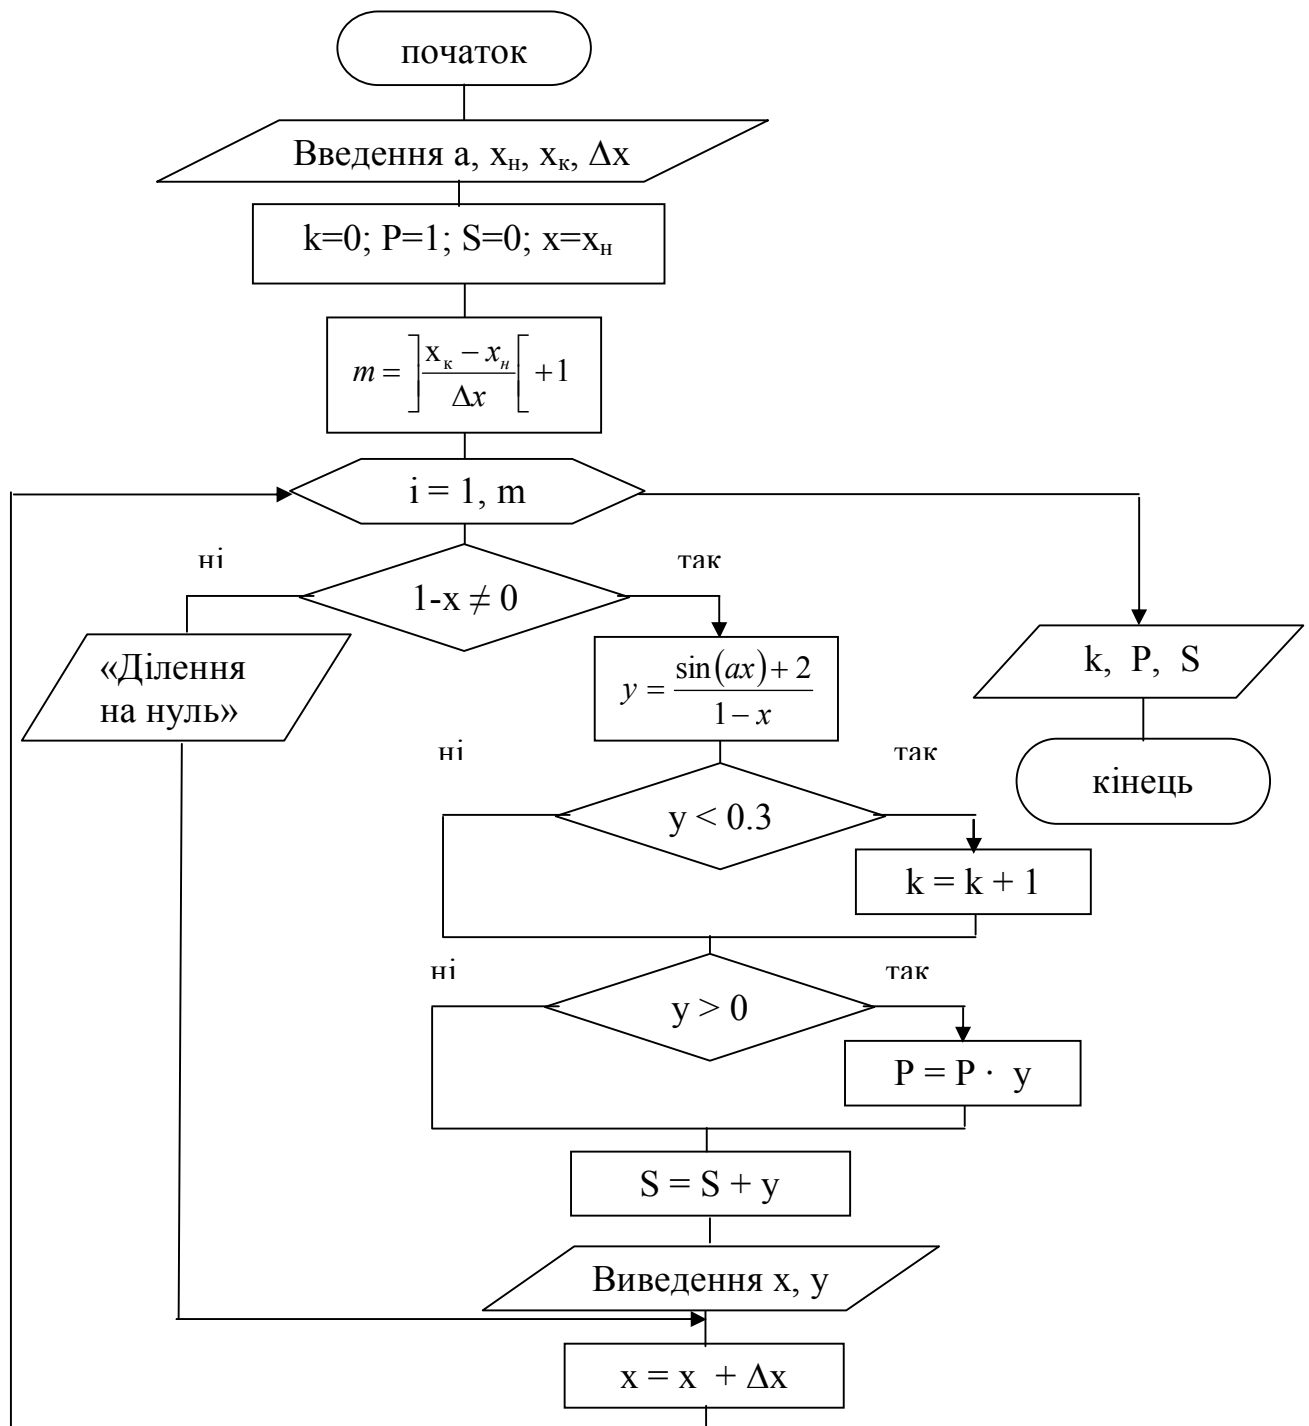 початок
Введення a, xн, xк, Δx
k=0; P=1; S=0; x=xн
m = ](xк − xн)/Δx[ + 1
i = 1, m
ні
так
1-x ≠ 0
«Ділення
на нуль»
y = (sin(ax) + 2)/(1 − x)
k, P, S
кінець
ні
так
y < 0.3
k = k + 1
ні
так
y > 0
P = P · y
S = S + y
Виведення x, y
x = x + Δx